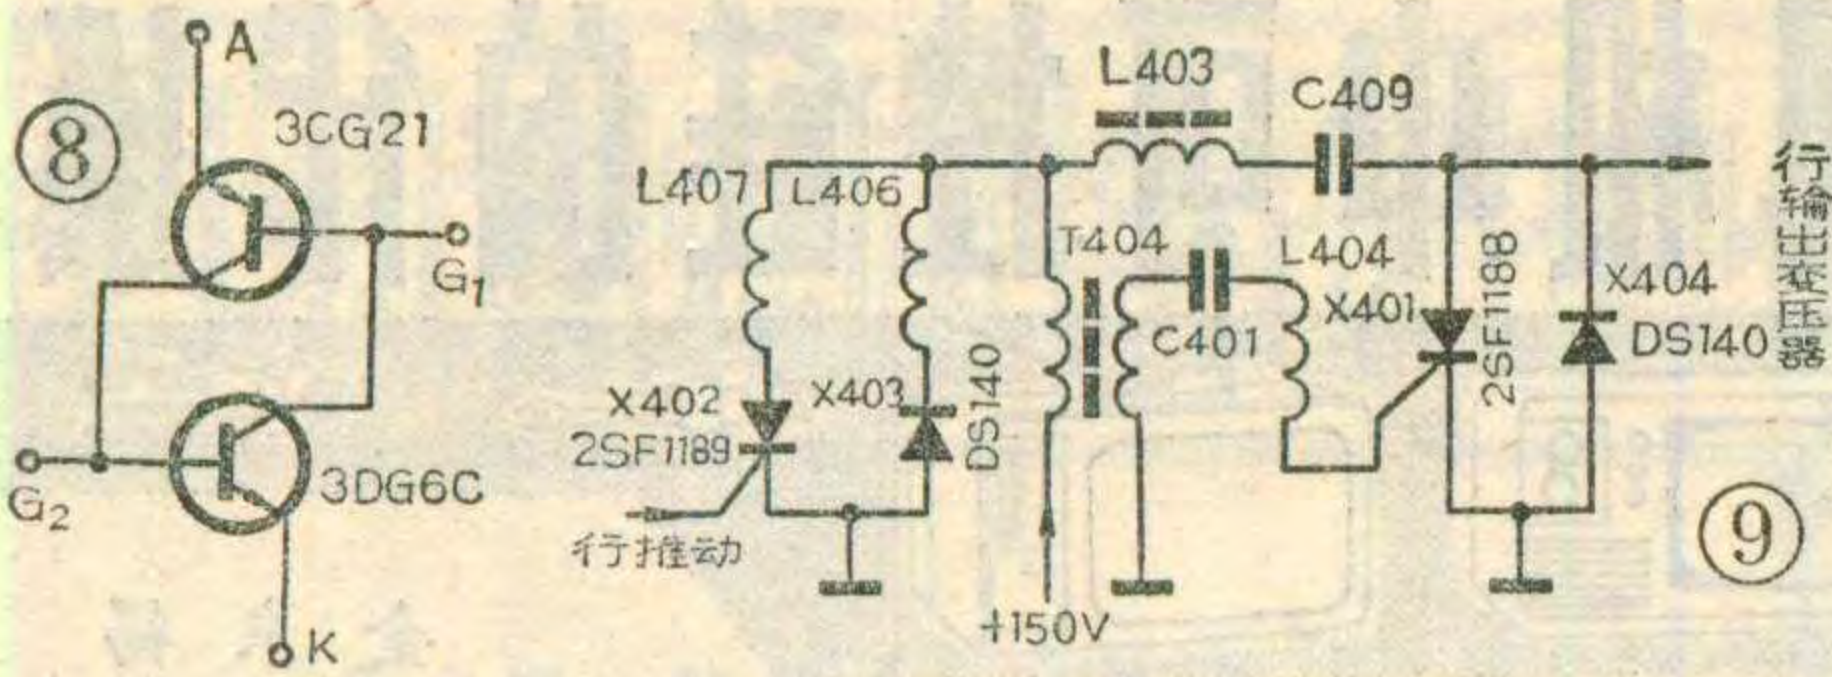 A
⑧
3CG21
G1
G2
3DG6C
K
L403
C409
L407
L406
T404
L404
C401
X401
2SF1188
X404
DS140
行输出变压器
X402
2SF1189
X403
DS140
行推动
+150V
⑨